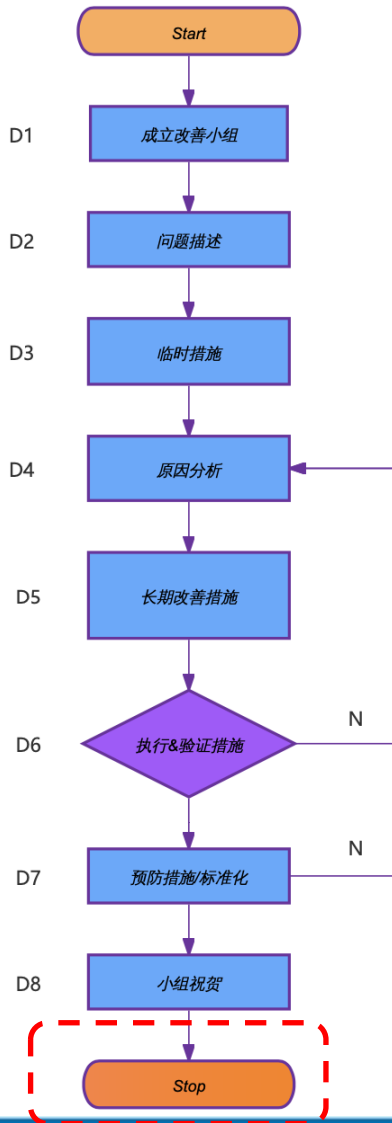 Start
D1 成立改善小组
D2 问题描述
D3 临时措施
D4 原因分析
D5 长期改善措施
N
D6 执行&验证措施
N
D7 预防措施/标准化
D8 小组祝贺
Stop